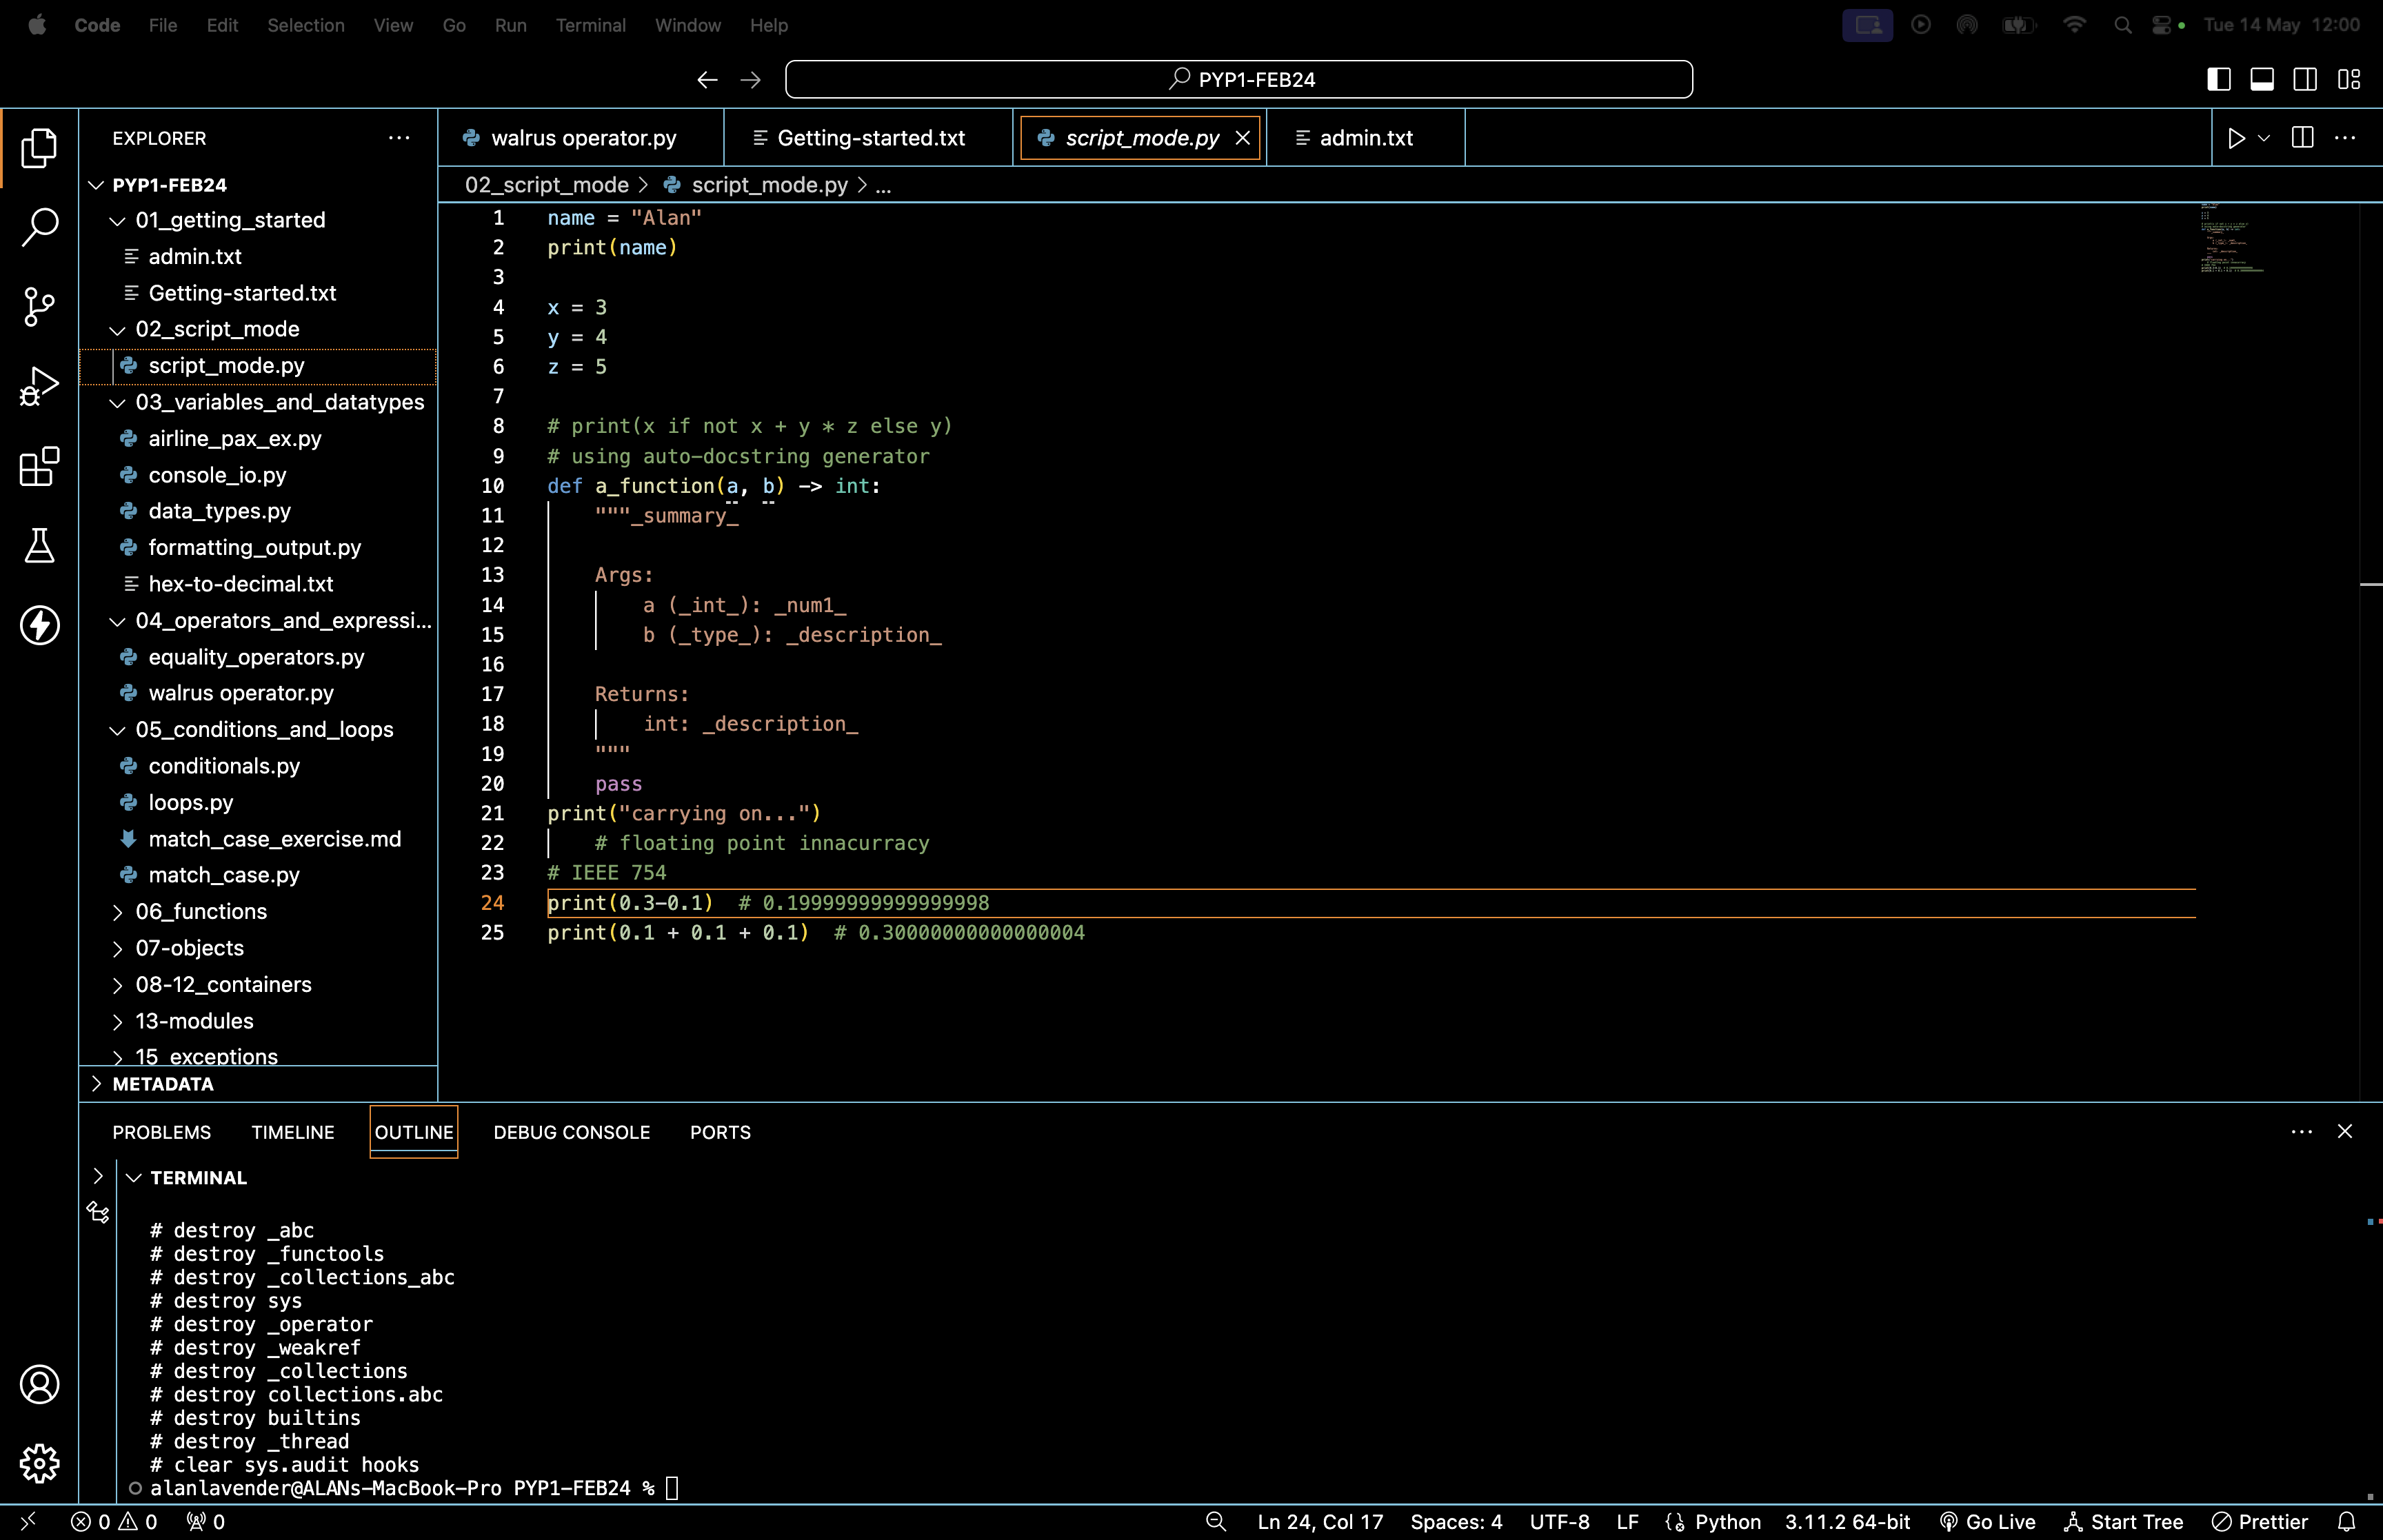 Code File Edit Selection View Go Run Terminal Window Help Tue 14 May 12:00
PYP1-FEB24
EXPLORER
PYP1-FEB24
01_getting_started
admin.txt
Getting-started.txt
02_script_mode
script_mode.py
03_variables_and_datatypes
airline_pax_ex.py
console_io.py
data_types.py
formatting_output.py
hex-to-decimal.txt
04_operators_and_expressi...
equality_operators.py
walrus operator.py
05_conditions_and_loops
conditionals.py
loops.py
match_case_exercise.md
match_case.py
06_functions
07-objects
08-12_containers
13-modules
15_exceptions
METADATA
walrus operator.py Getting-started.txt script_mode.py admin.txt
02_script_mode > script_mode.py > ...
1 name = "Alan"
2 print(name)
3
4 x = 3
5 y = 4
6 z = 5
7
8 # print(x if not x + y * z else y)
9 # using auto-docstring generator
10 def a_function(a, b) -> int:
11 """_summary_
12
13 Args:
14 a (_int_): _num1_
15 b (_type_): _description_
16
17 Returns:
18 int: _description_
19 """
20 pass
21 print("carrying on...")
22 # floating point innacurracy
23 # IEEE 754
24 print(0.3-0.1) # 0.19999999999999998
25 print(0.1 + 0.1 + 0.1) # 0.30000000000000004
PROBLEMS TIMELINE OUTLINE DEBUG CONSOLE PORTS
TERMINAL
# destroy _abc
# destroy _functools
# destroy _collections_abc
# destroy sys
# destroy _operator
# destroy _weakref
# destroy _collections
# destroy collections.abc
# destroy builtins
# destroy _thread
# clear sys.audit hooks
alanlavender@ALANs-MacBook-Pro PYP1-FEB24 %
0 0 0 Ln 24, Col 17 Spaces: 4 UTF-8 LF Python 3.11.2 64-bit Go Live Start Tree Prettier